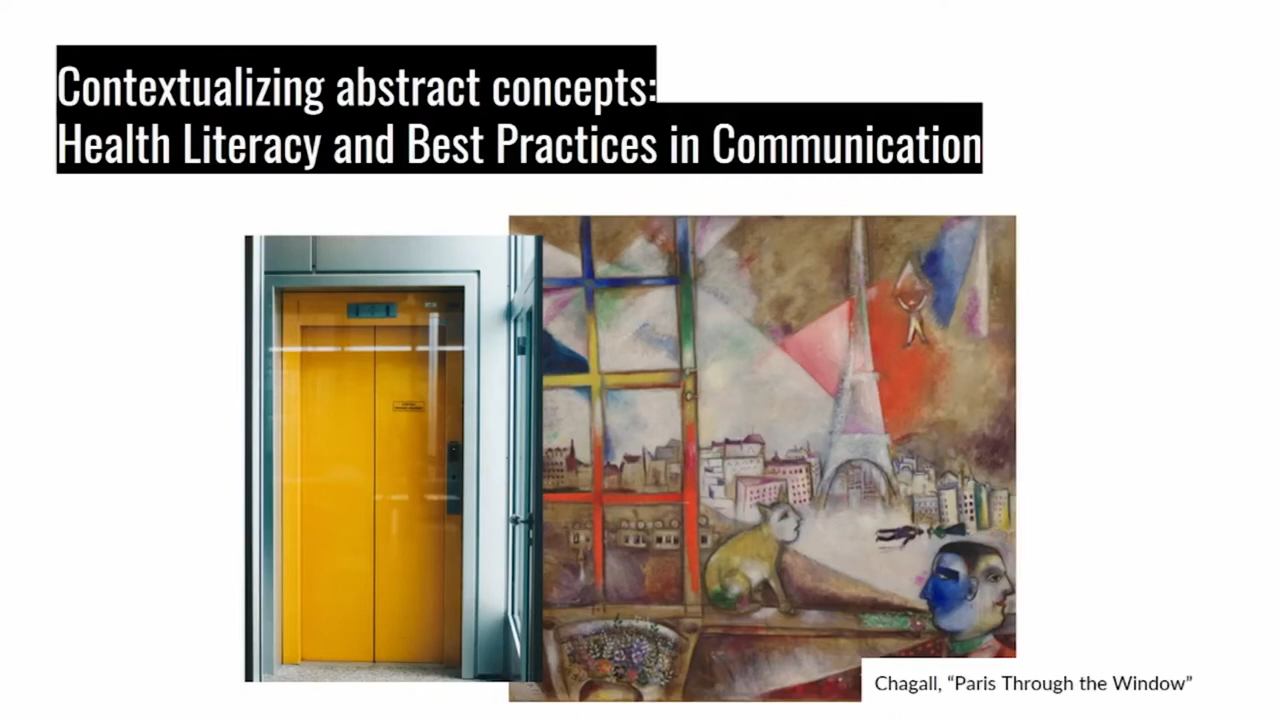 Contextualizing abstract concepts:
Health Literacy and Best Practices in Communication
Chagall, “Paris Through the Window”